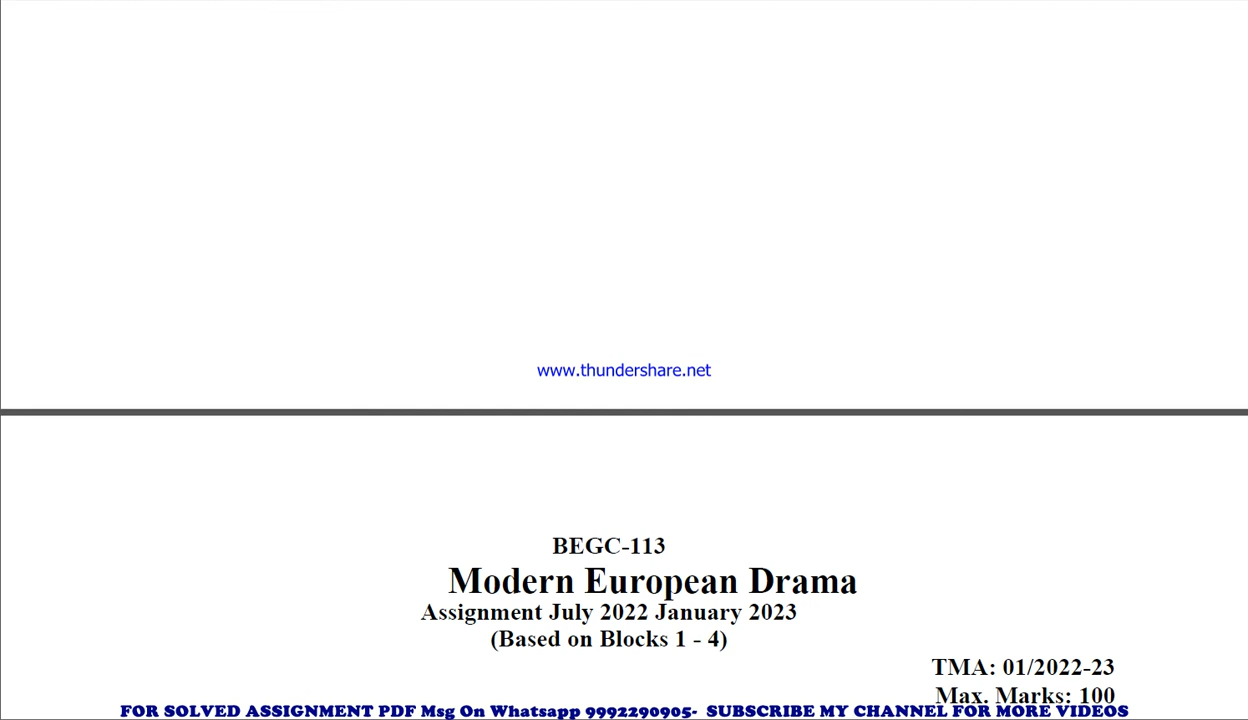 www.thundershare.net
BEGC-113
Modern European Drama
Assignment July 2022 January 2023
(Based on Blocks 1 - 4)
TMA: 01/2022-23
Max. Marks: 100
FOR SOLVED ASSIGNMENT PDF Msg On Whatsapp 9992290905- SUBSCRIBE MY CHANNEL FOR MORE VIDEOS